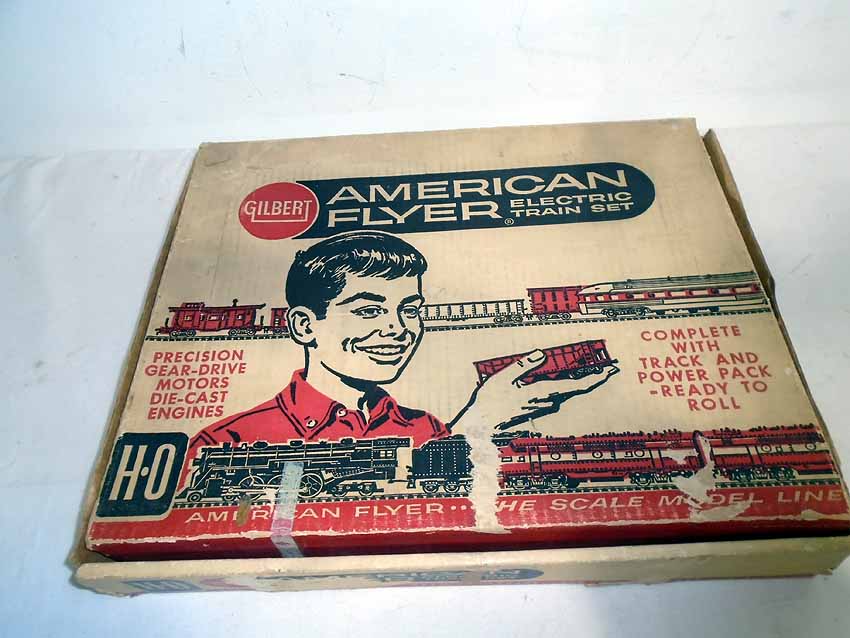 GILBERT
AMERICAN
FLYER® ELECTRIC
TRAIN SET
PRECISION
GEAR-DRIVE
MOTORS
DIE-CAST
ENGINES
COMPLETE
WITH
TRACK AND
POWER PACK
-READY TO
ROLL
H•O
AMERICAN FLYER... HE SCALE MODEL LINE
H•O